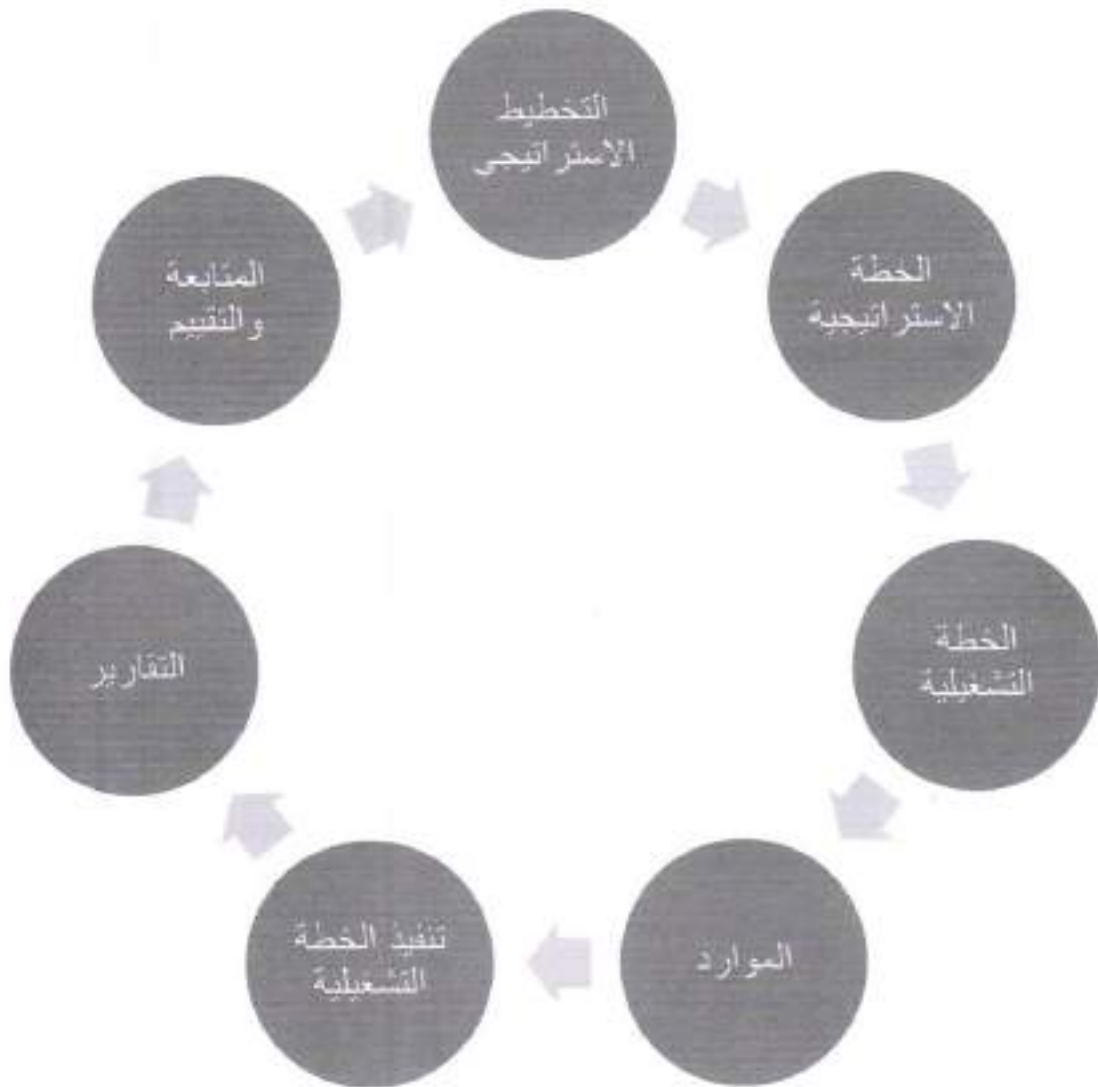 التخطيط
الاستراتيجي
الخطة
الاستراتيجية
الخطة
التشغيلية
الموارد
تنفيذ الخطة
التشغيلية
التقارير
المتابعة
والتقييم